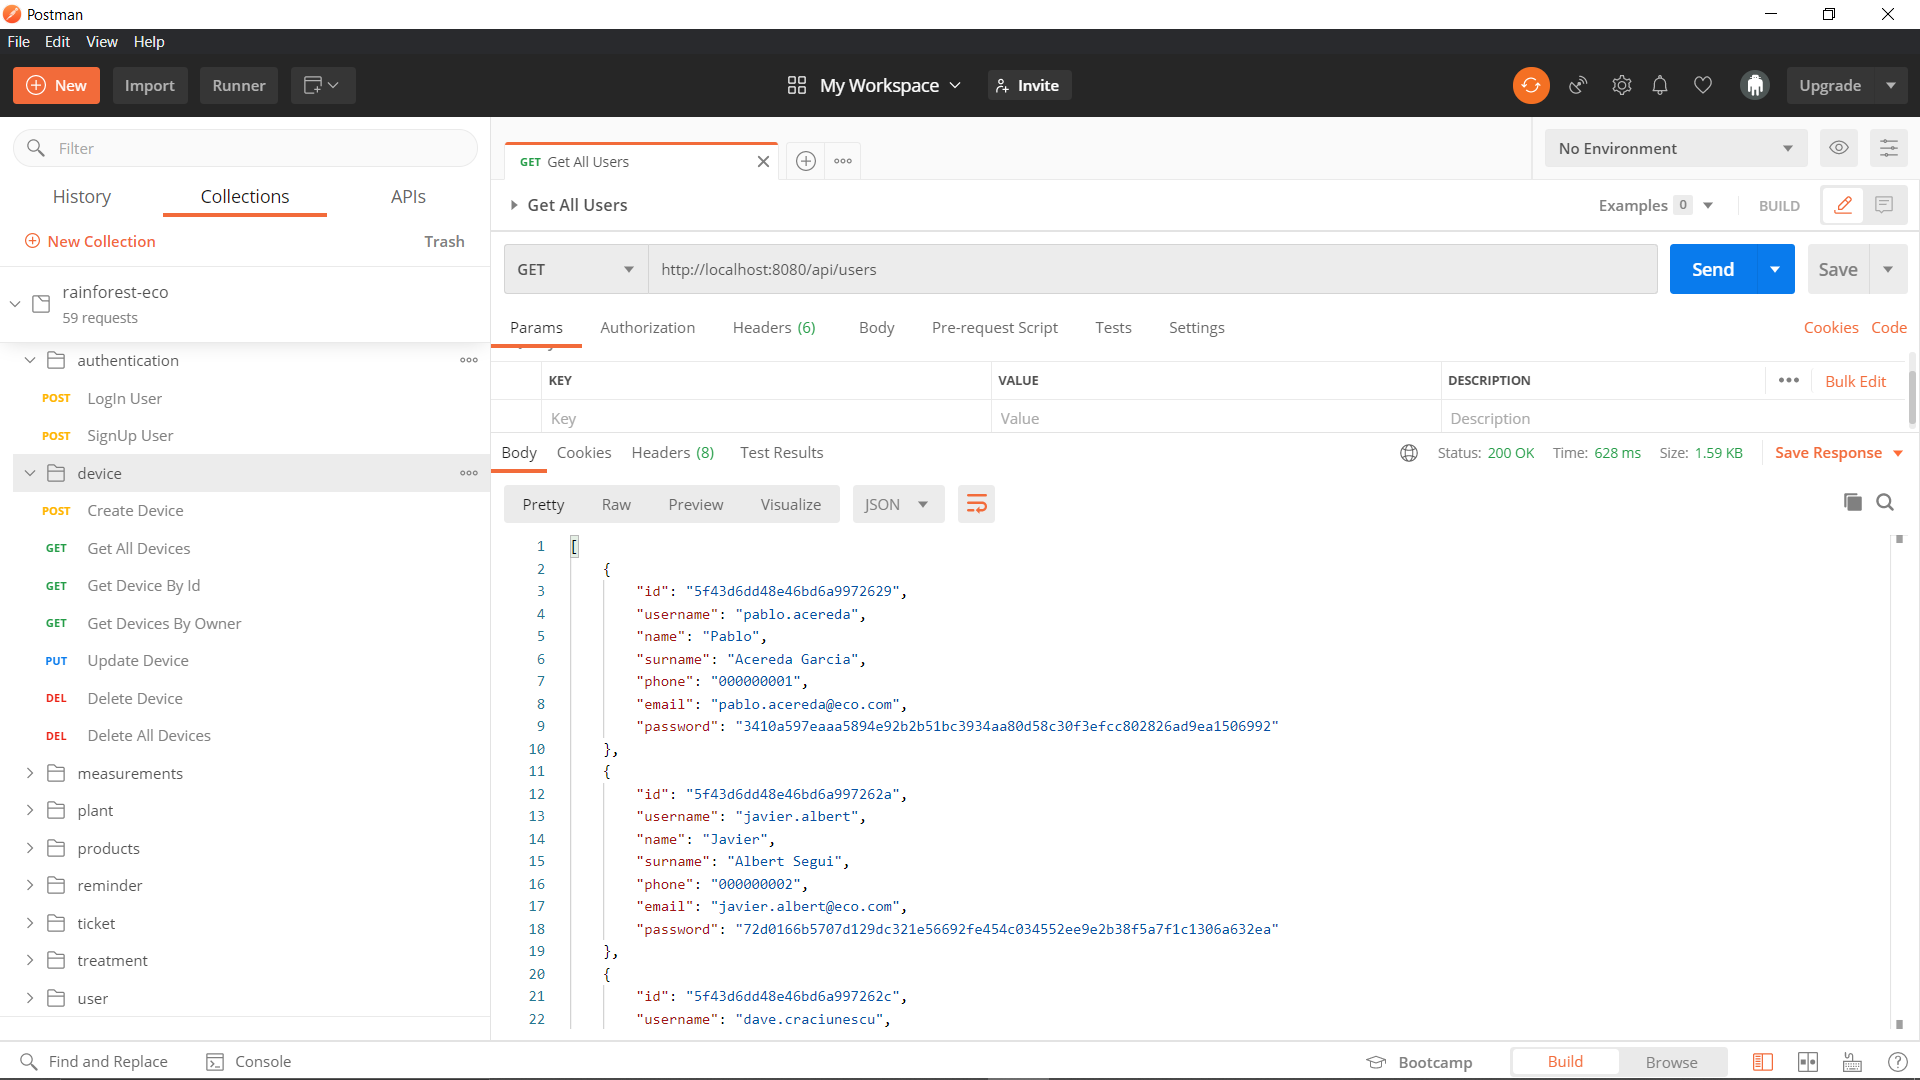 Postman
File Edit View Help
New Import Runner My Workspace Invite Upgrade
Filter
History Collections APIs
New Collection Trash
rainforest-eco
59 requests
authentication
POST LogIn User
POST SignUp User
device
POST Create Device
GET Get All Devices
GET Get Device By Id
GET Get Devices By Owner
PUT Update Device
DEL Delete Device
DEL Delete All Devices
measurements
plant
products
reminder
ticket
treatment
user
GET Get All Users
No Environment
Get All Users
Examples 0 BUILD
GET http://localhost:8080/api/users Send Save
Params Authorization Headers (6) Body Pre-request Script Tests Settings Cookies Code
KEY VALUE DESCRIPTION Bulk Edit
Key Value Description
Body Cookies Headers (8) Test Results Status: 200 OK Time: 628 ms Size: 1.59 KB Save Response
Pretty Raw Preview Visualize JSON
1 [
2 {
3 "id": "5f43d6dd48e46bd6a9972629",
4 "username": "pablo.acereda",
5 "name": "Pablo",
6 "surname": "Acereda Garcia",
7 "phone": "000000001",
8 "email": "pablo.acereda@eco.com",
9 "password": "3410a597eaaa5894e92b2b51bc3934aa80d58c30f3efcc802826ad9ea1506992"
10 },
11 {
12 "id": "5f43d6dd48e46bd6a997262a",
13 "username": "javier.albert",
14 "name": "Javier",
15 "surname": "Albert Segui",
16 "phone": "000000002",
17 "email": "javier.albert@eco.com",
18 "password": "72d0166b5707d129dc321e56692fe454c034552ee9e2b38f5a7f1c1306a632ea"
19 },
20 {
21 "id": "5f43d6dd48e46bd6a997262c",
22 "username": "dave.craciunescu",
Find and Replace Console Bootcamp Build Browse